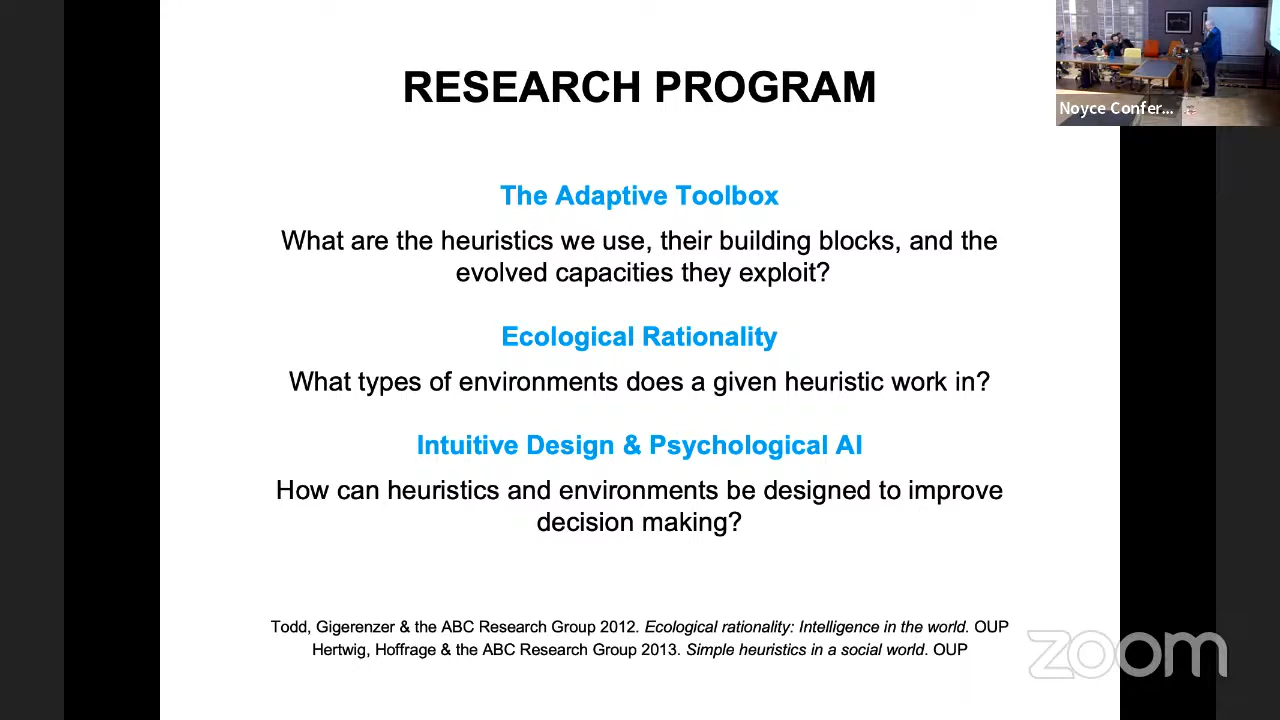 RESEARCH PROGRAM
Noyce Confer...
The Adaptive Toolbox
What are the heuristics we use, their building blocks, and the
evolved capacities they exploit?
Ecological Rationality
What types of environments does a given heuristic work in?
Intuitive Design & Psychological AI
How can heuristics and environments be designed to improve
decision making?
Todd, Gigerenzer & the ABC Research Group 2012. Ecological rationality: Intelligence in the world. OUP
Hertwig, Hoffrage & the ABC Research Group 2013. Simple heuristics in a social world. OUP
zoom